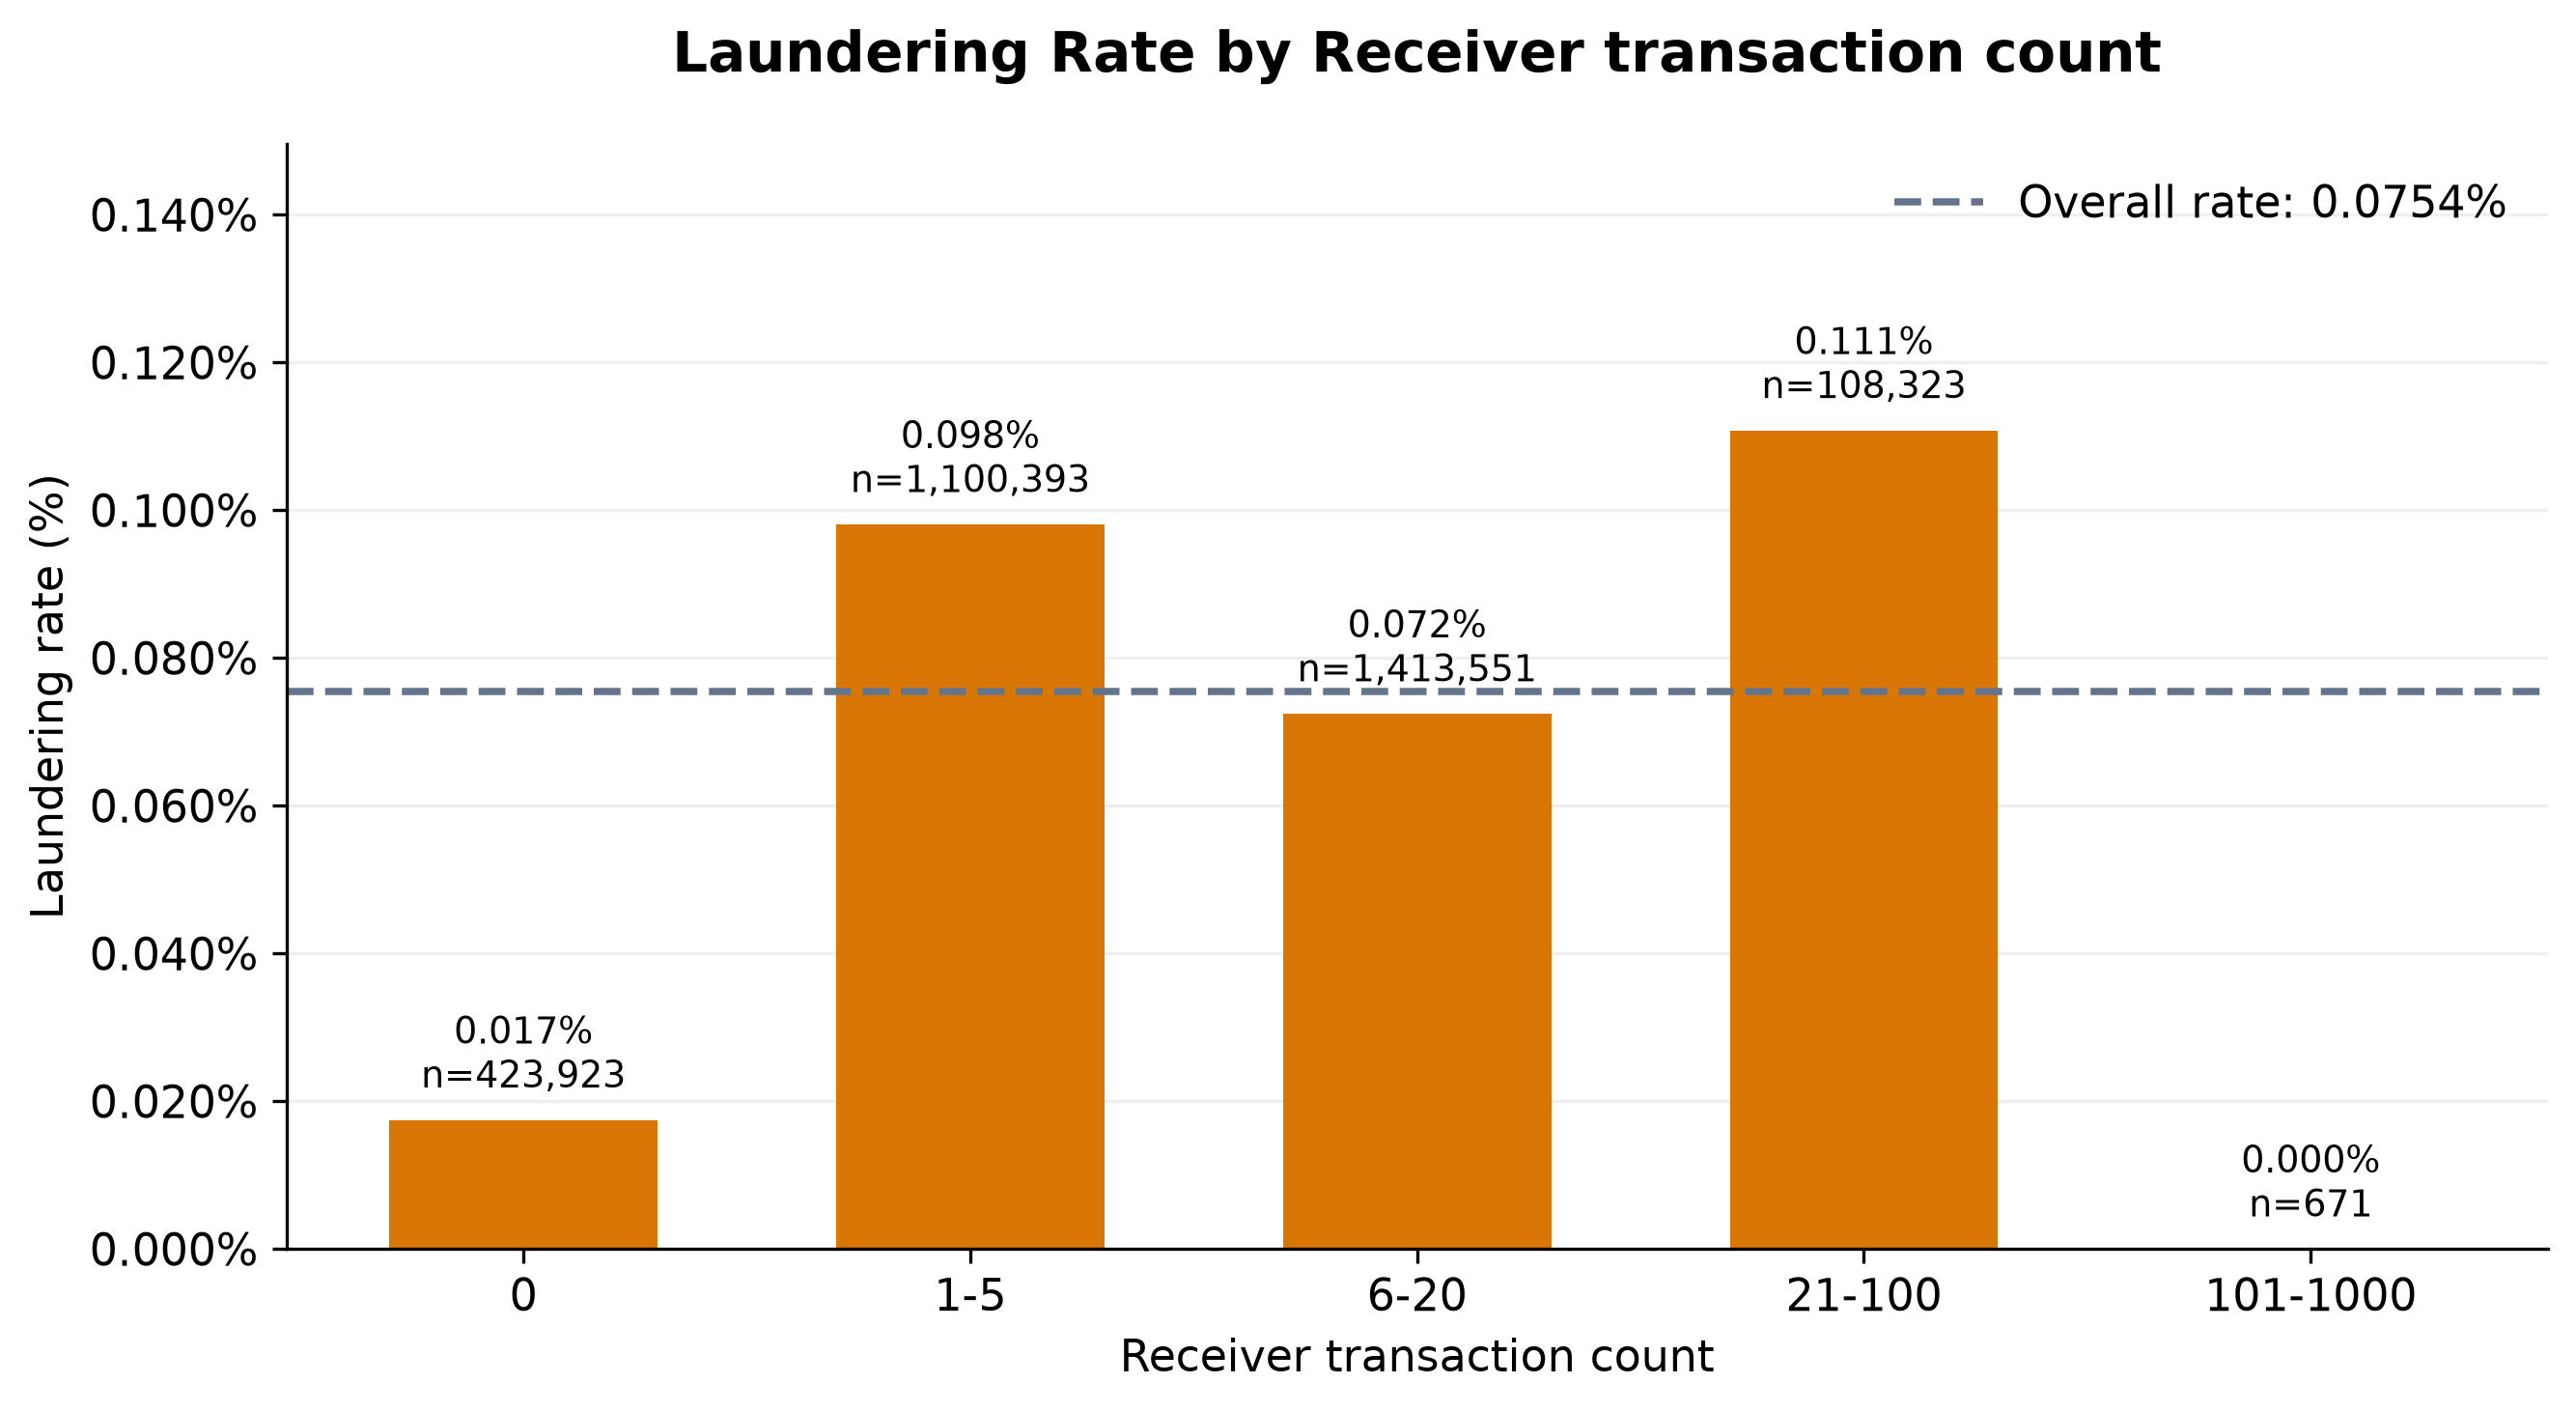 Laundering Rate by Receiver transaction count
Overall rate: 0.0754%
Laundering rate (%)
0.140%
0.120%
0.100%
0.080%
0.060%
0.040%
0.020%
0.000%
0.017%
n=423,923
0.098%
n=1,100,393
0.072%
n=1,413,551
0.111%
n=108,323
0.000%
n=671
0
1-5
6-20
21-100
101-1000
Receiver transaction count